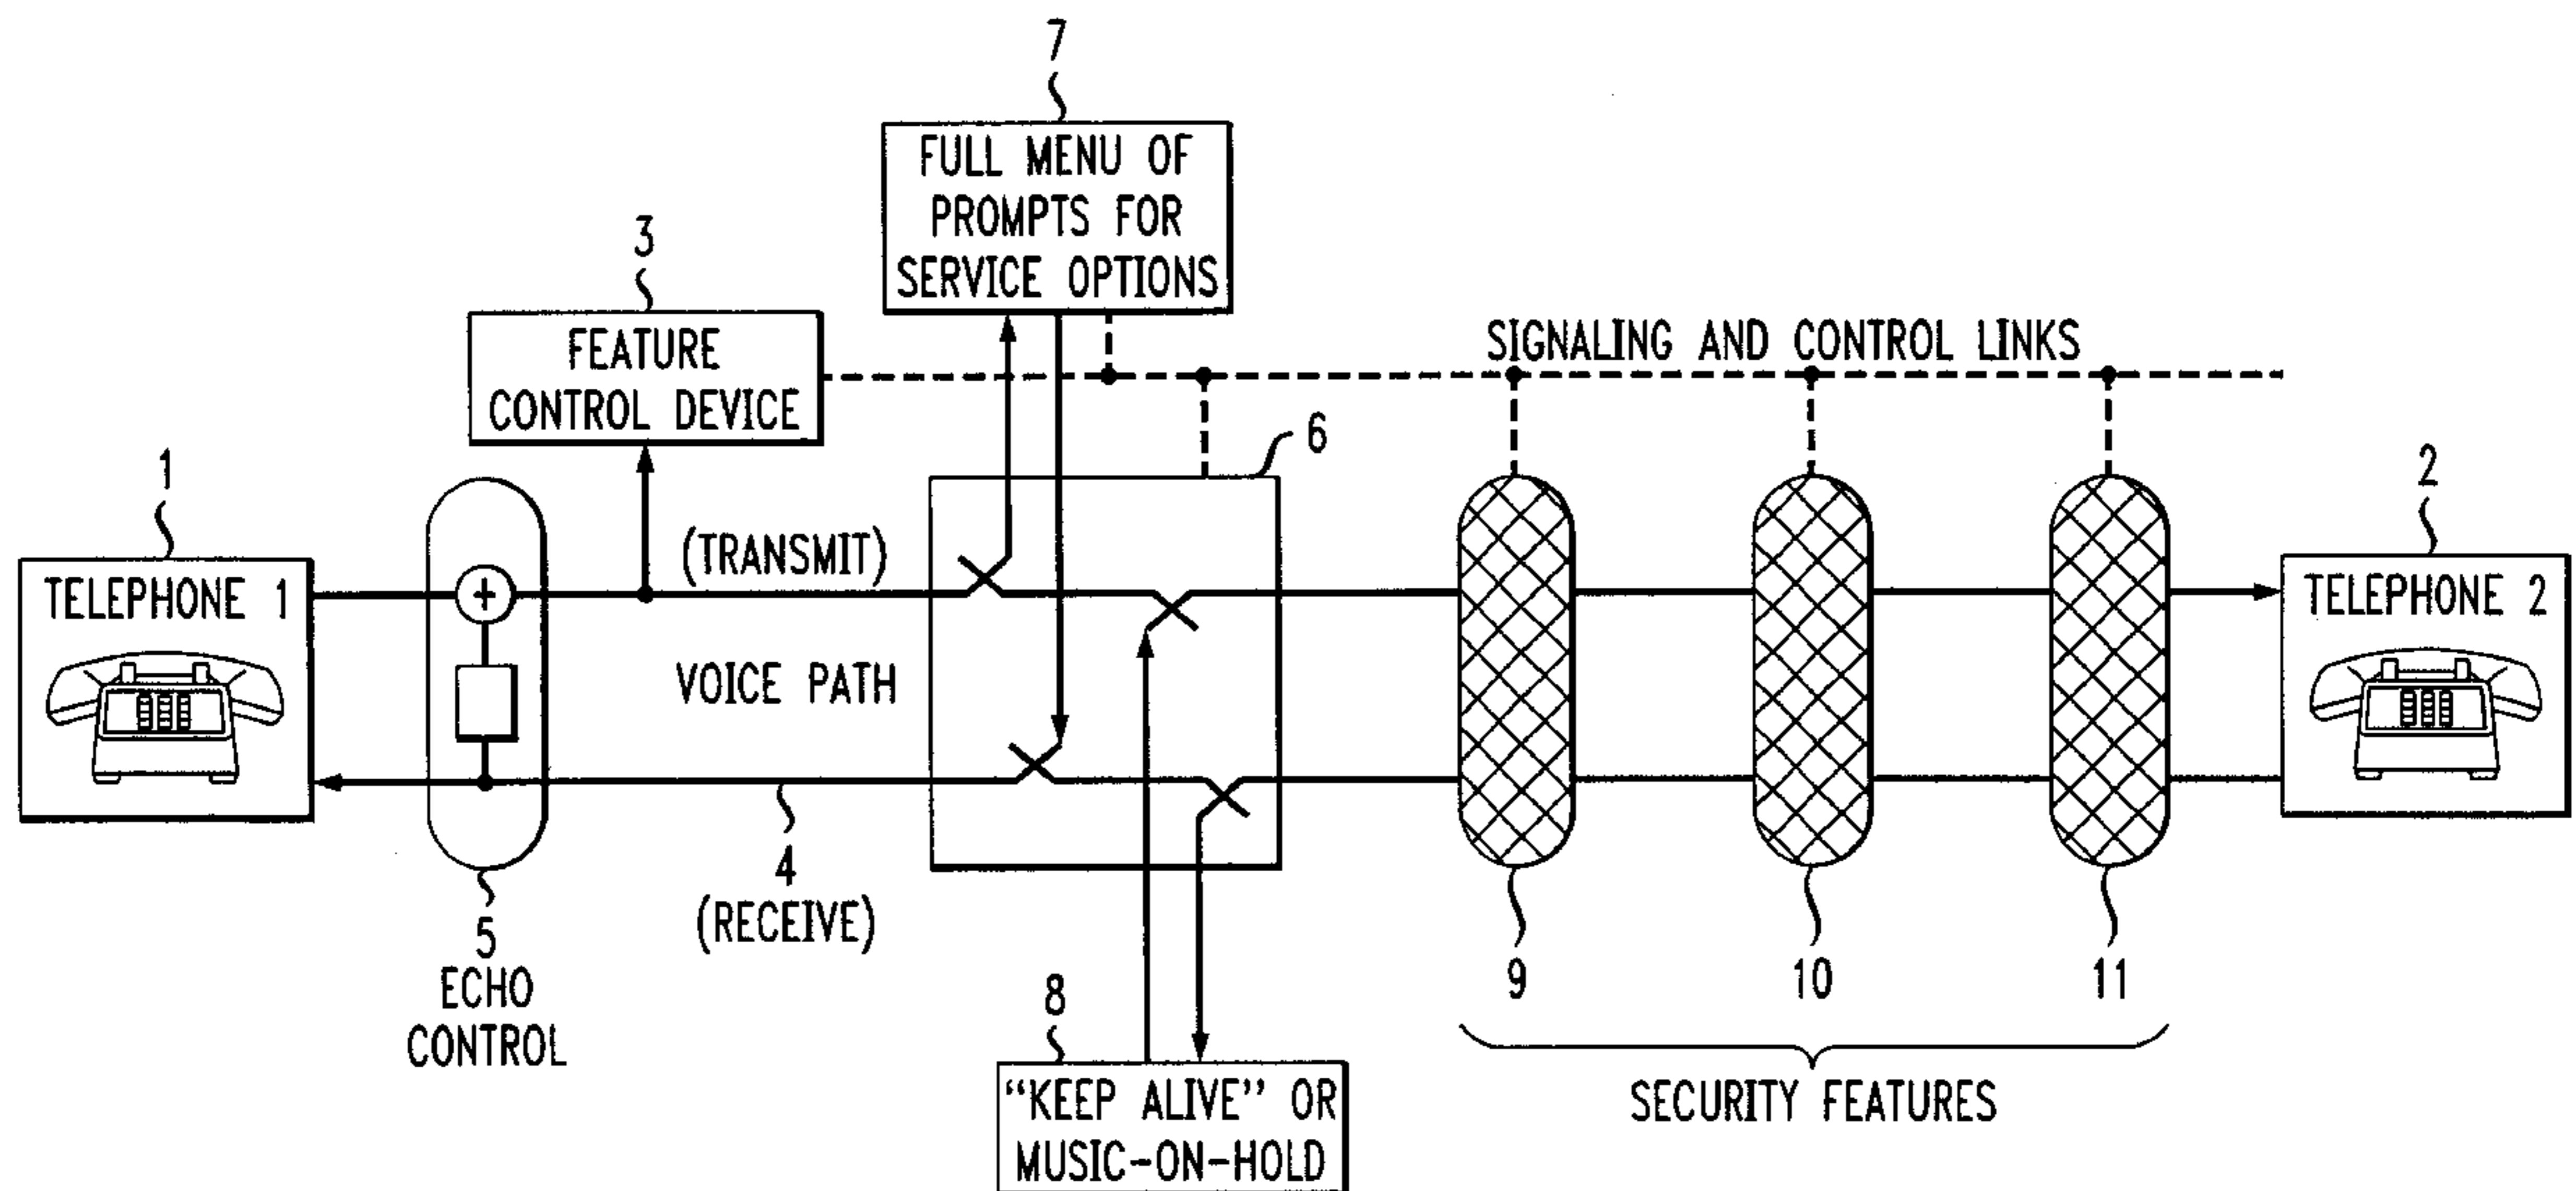 7
FULL MENU OF
PROMPTS FOR
SERVICE OPTIONS
3
FEATURE
CONTROL DEVICE
SIGNALING AND CONTROL LINKS
6
1
2
TELEPHONE 1
(TRANSMIT)
TELEPHONE 2
+
VOICE PATH
4
(RECEIVE)
5
ECHO
CONTROL
9
10
11
8
"KEEP ALIVE" OR
MUSIC-ON-HOLD
SECURITY FEATURES